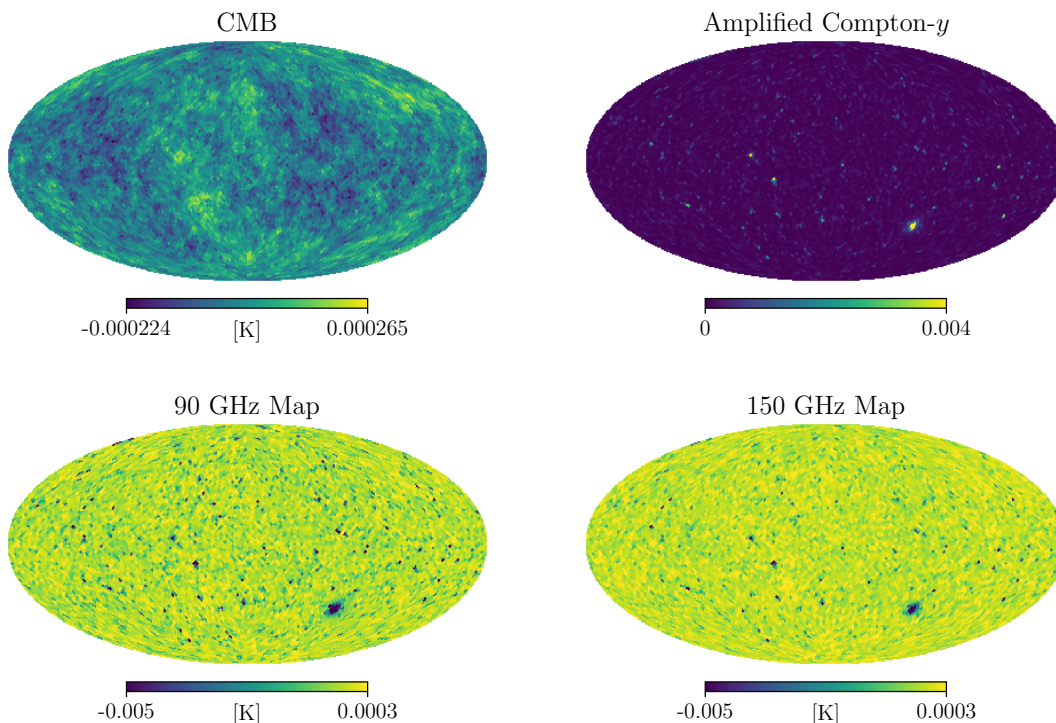 CMB
Amplified Compton-y
-0.000224 [K] 0.000265
0 0.004
90 GHz Map
150 GHz Map
-0.005 [K] 0.0003
-0.005 [K] 0.0003